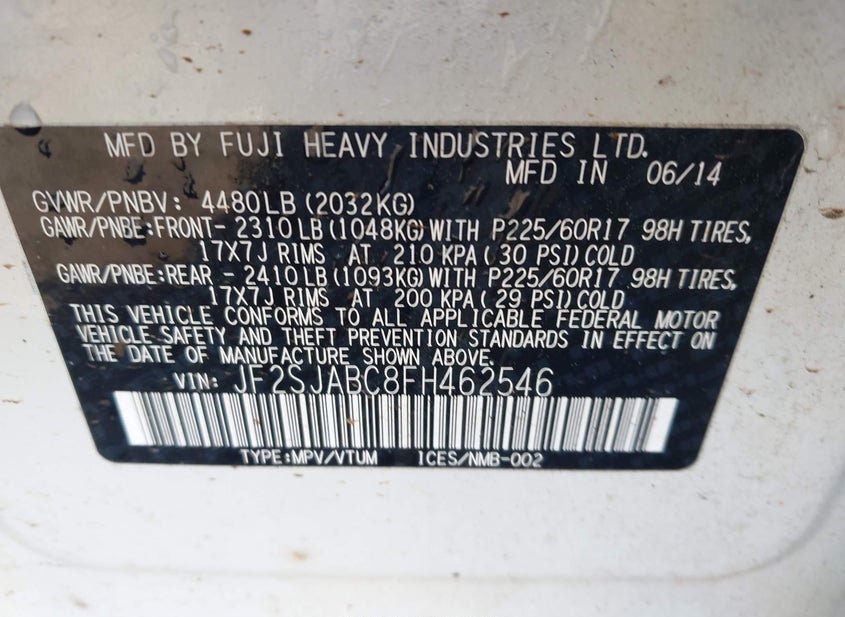 MFD BY FUJI HEAVY INDUSTRIES LTD.
MFD IN 06/14
GVWR/PNBV: 4480LB (2032KG)
GAWR/PNBE:FRONT- 2310LB (1048KG) WITH P225/60R17 98H TIRES,
17X7J RIMS AT 210 KPA ( 30 PSI) COLD
GAWR/PNBE:REAR - 2410LB (1093KG) WITH P225/60R17 98H TIRES,
17X7J RIMS AT 200 KPA ( 29 PSI) COLD
THIS VEHICLE CONFORMS TO ALL APPLICABLE FEDERAL MOTOR
VEHICLE SAFETY AND THEFT PREVENTION STANDARDS IN EFFECT ON
THE DATE OF MANUFACTURE SHOWN ABOVE.
VIN: JF2SJABC8FH462546
TYPE:MPV/VTUM ICES/NMB-002